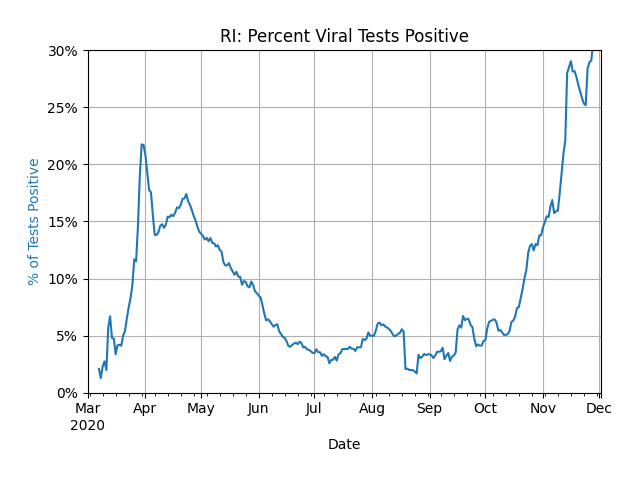 RI: Percent Viral Tests Positive
% of Tests Positive
30%
25%
20%
15%
10%
5%
0%
Mar Apr May Jun Jul Aug Sep Oct Nov Dec
2020
Date